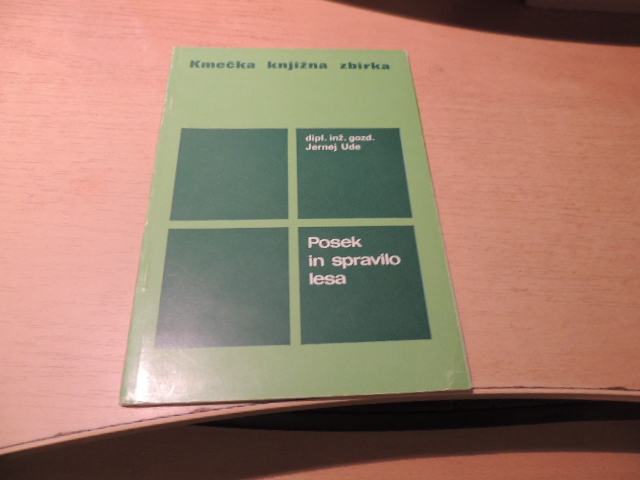 Kmečka knjižna zbirka
dipl. inž. gozd.
Jernej Ude
Posek
in spravilo
lesa